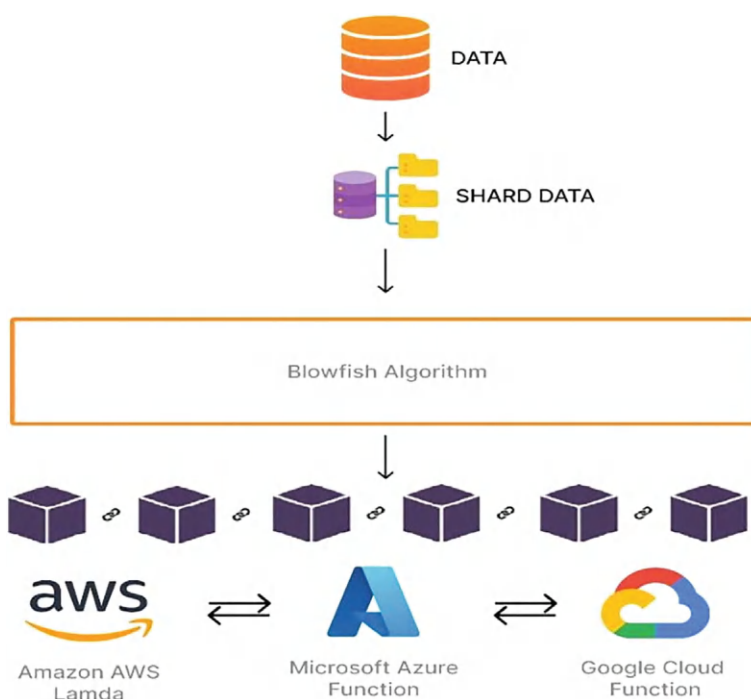 DATA
SHARD DATA
Blowfish Algorithm
aws
Amazon AWS
Lamda
Microsoft Azure
Function
Google Cloud
Function